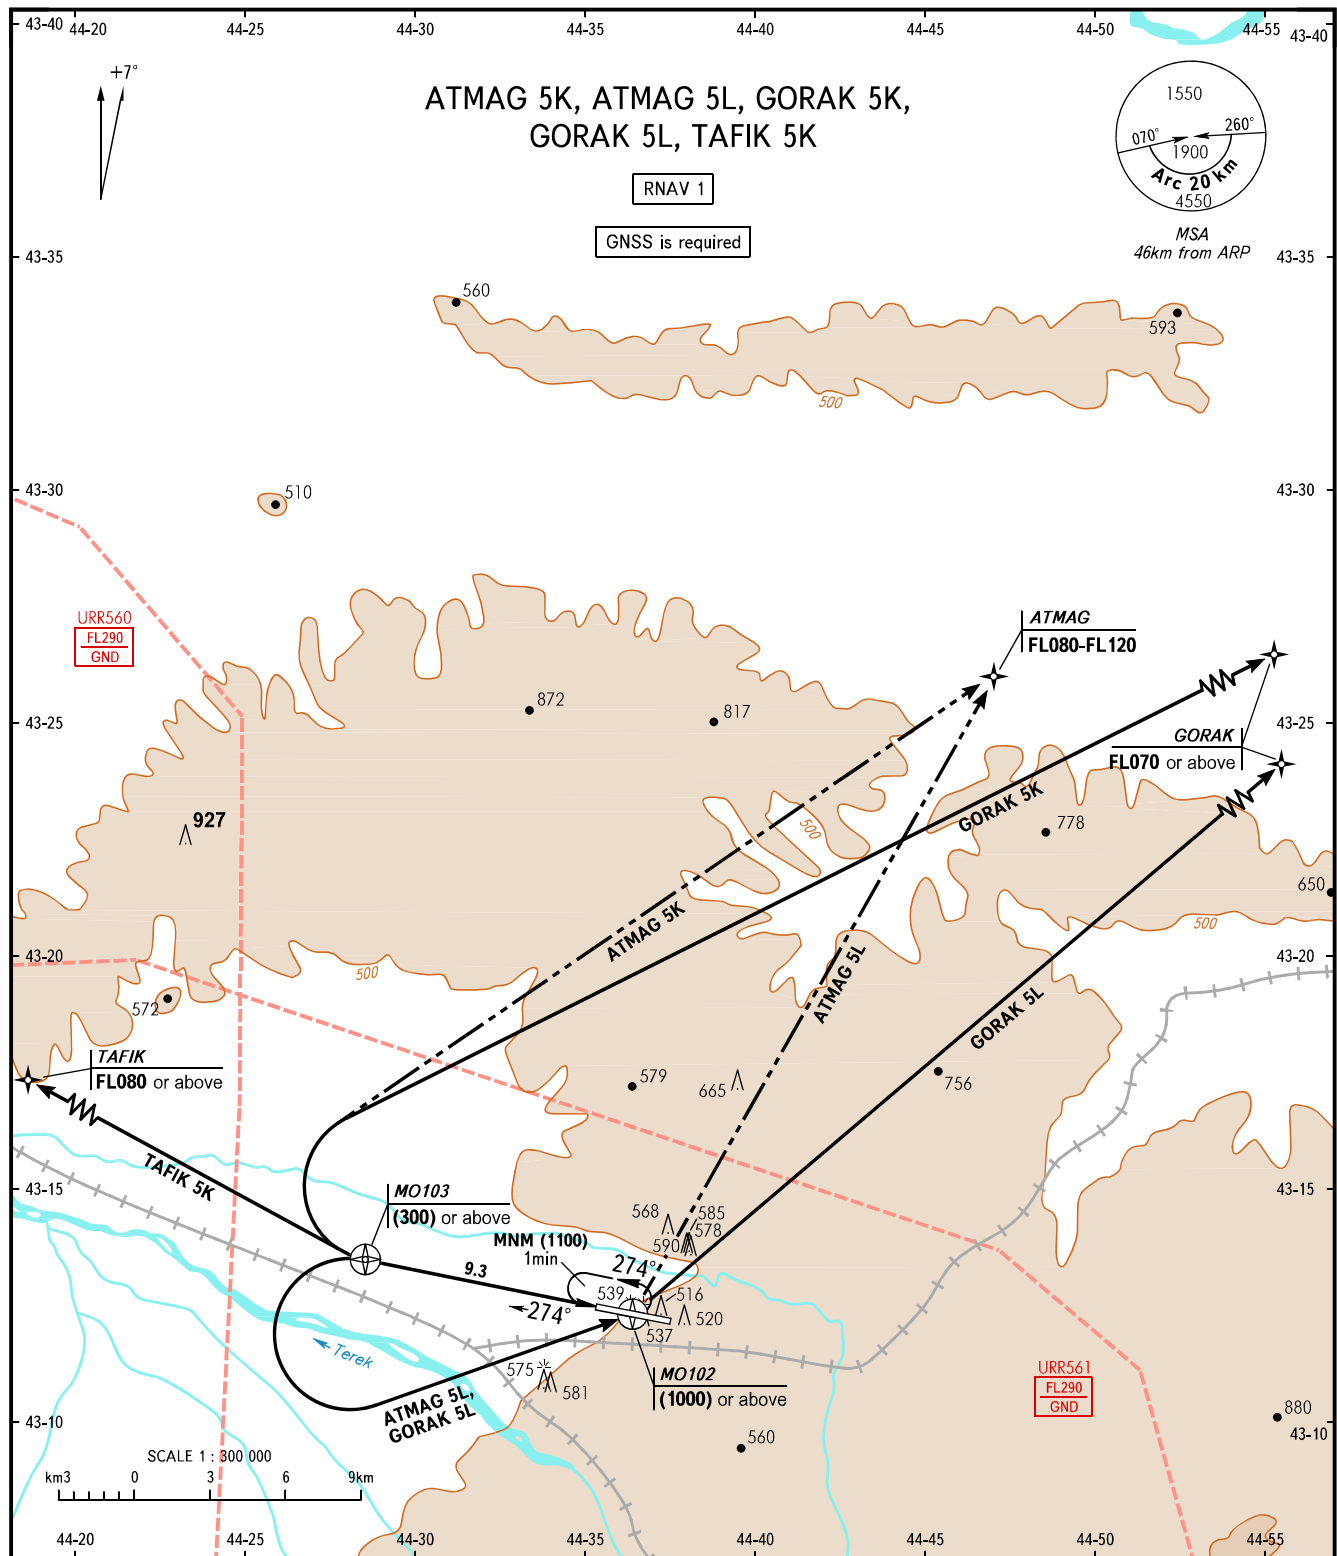 43-40
44-20
44-25
44-30
44-35
44-40
44-45
44-50
44-55
43-40
+7°
ATMAG 5K, ATMAG 5L, GORAK 5K,
GORAK 5L, TAFIK 5K
RNAV 1
GNSS is required
1550
070°
260°
1900
Arc 20 km
4550
MSA
46km from ARP
43-35
43-35
560
593
500
43-30
43-30
510
URR560
FL290
GND
ATMAG
FL080-FL120
872
817
43-25
43-25
GORAK
FL070 or above
GORAK 5K
927
500
778
650
ATMAG 5K
500
43-20
43-20
500
ATMAG 5L
GORAK 5L
572
TAFIK
FL080 or above
579
665
756
TAFIK 5K
43-15
43-15
MO103
(300) or above
568
585
578
590
MNM (1100)
1min
9.3
274°
539
516
274°
520
537
Terek
575
581
MO102
(1000) or above
URR561
FL290
GND
ATMAG 5L,
GORAK 5L
43-10
880
43-10
560
SCALE 1 : 300 000
km3
0
3
6
9km
44-20
44-25
44-30
44-35
44-40
44-45
44-50
44-55